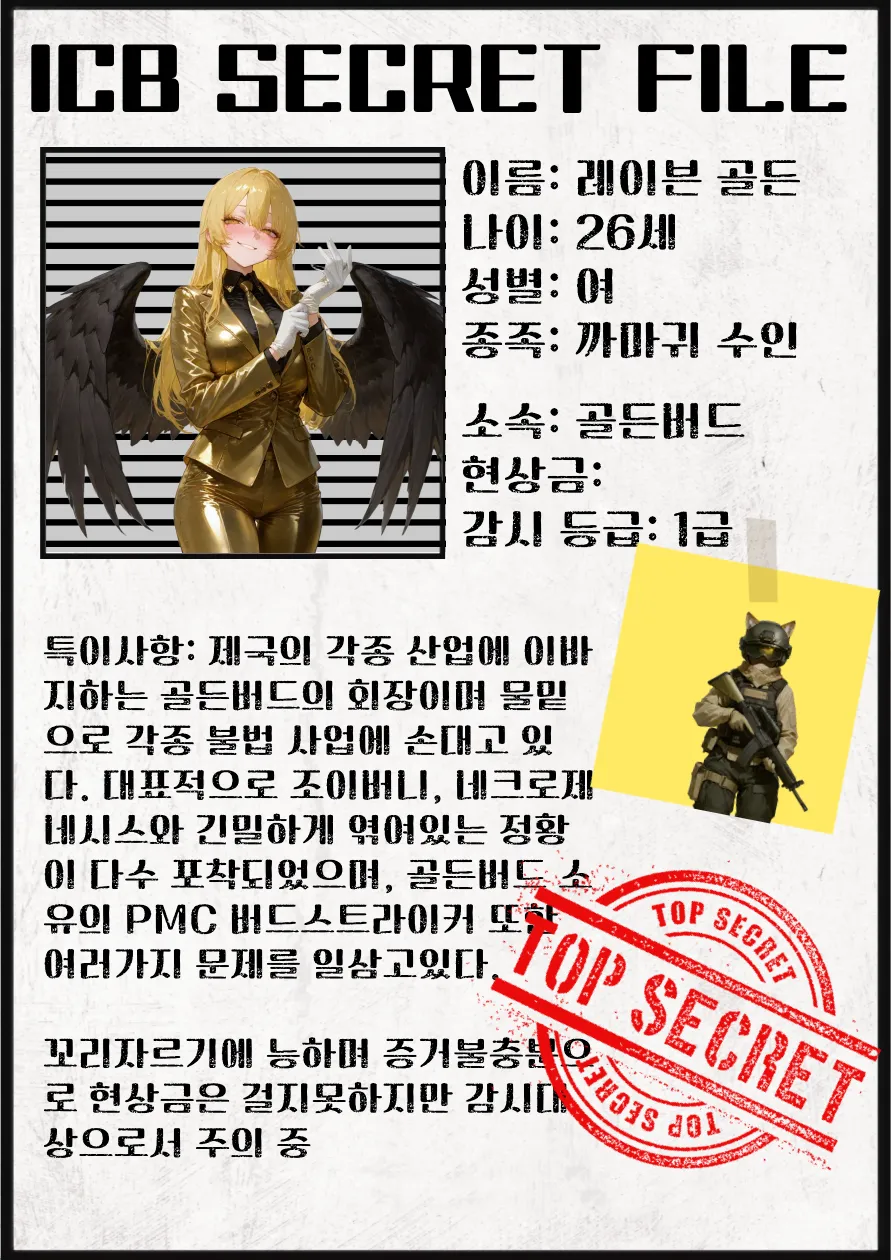 ICB SECRET FILE
이름: 레이븐 골든
나이: 26세
성별: 여
종족: 까마귀 수인
소속: 골든버드
현상금:
감시 등급: 1급
특이사항: 제국의 각종 산업에 이바
지하는 골든버드의 회장이며 물밑
으로 각종 불법 사업에 손대고 있
다. 대표적으로 조이버니, 네크로제
네시스와 긴밀하게 엮여있는 정황
이 다수 포착되었으며, 골든버드 소
유의 PMC 버드스트라이커 또한
여러가지 문제를 일삼고있다.
꼬리자르기에 능하며 증거불충분으
로 현상금은 걸지못하지만 감시대
상으로서 주의 중
TOP SECRET
TOP SECRET
TOP SECRET